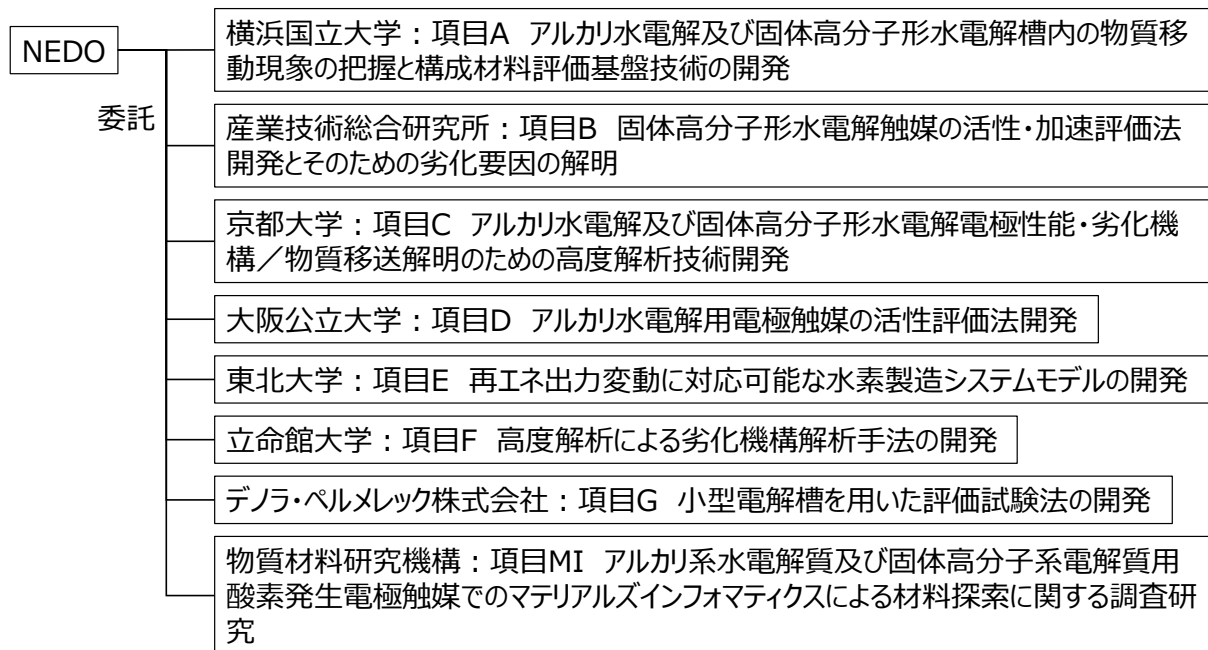 NEDO
委託
横浜国立大学：項目A アルカリ水電解及び固体高分子形水電解槽内の物質移
動現象の把握と構成材料評価基盤技術の開発
産業技術総合研究所：項目B 固体高分子形水電解触媒の活性・加速評価法
開発とそのための劣化要因の解明
京都大学：項目C アルカリ水電解及び固体高分子形水電解電極性能・劣化機
構／物質移送解明のための高度解析技術開発
大阪公立大学：項目D アルカリ水電解用電極触媒の活性評価法開発
東北大学：項目E 再エネ出力変動に対応可能な水素製造システムモデルの開発
立命館大学：項目F 高度解析による劣化機構解析手法の開発
デノラ・ペルメレック株式会社：項目G 小型電解槽を用いた評価試験法の開発
物質材料研究機構：項目MI アルカリ系水電解質及び固体高分子系電解質用
酸素発生電極触媒でのマテリアルズインフォマティクスによる材料探索に関する調査研
究